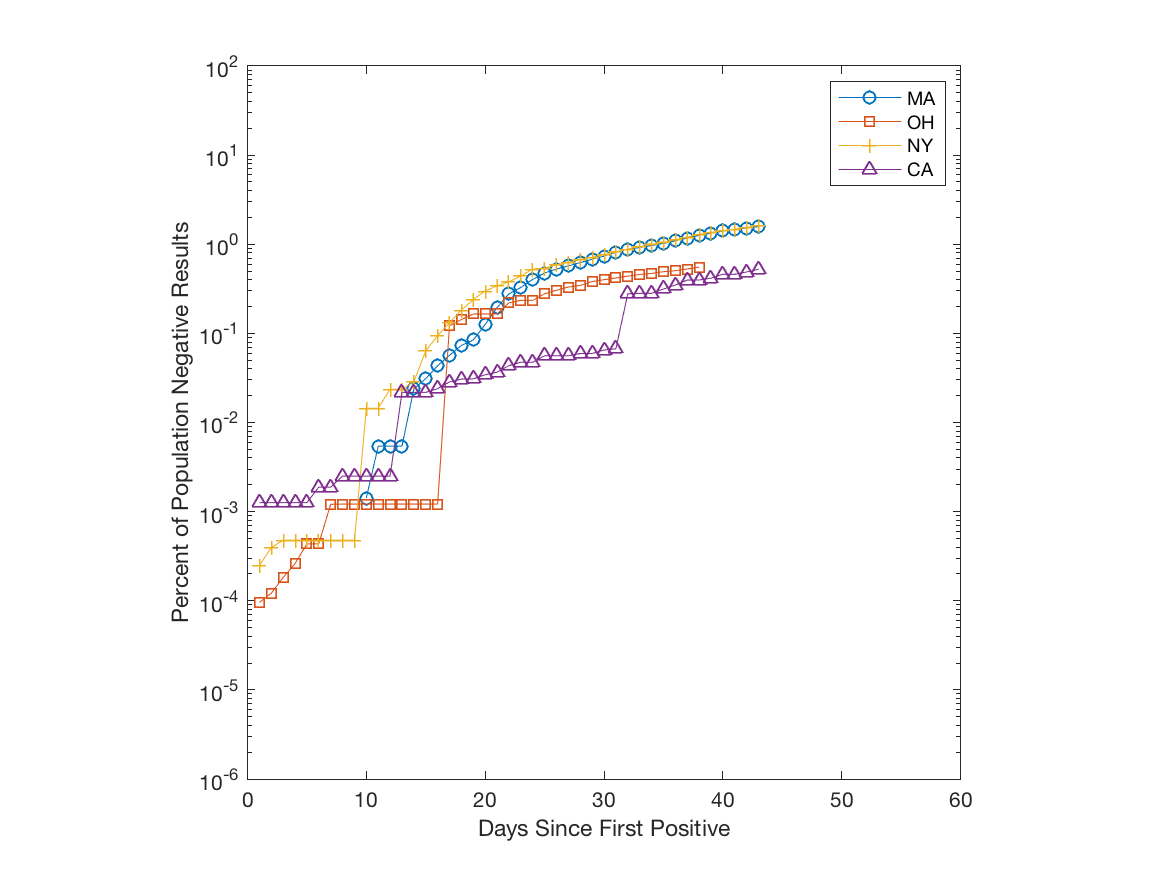 10^2
10^1
10^0
10^-1
10^-2
10^-3
10^-4
10^-5
10^-6
Percent of Population Negative Results
0 10 20 30 40 50 60
Days Since First Positive
MA
OH
NY
CA